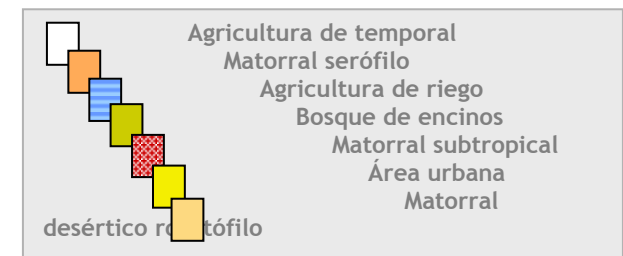 Agricultura de temporal
Matorral serófilo
Agricultura de riego
Bosque de encinos
Matorral subtropical
Área urbana
Matorral
desértico